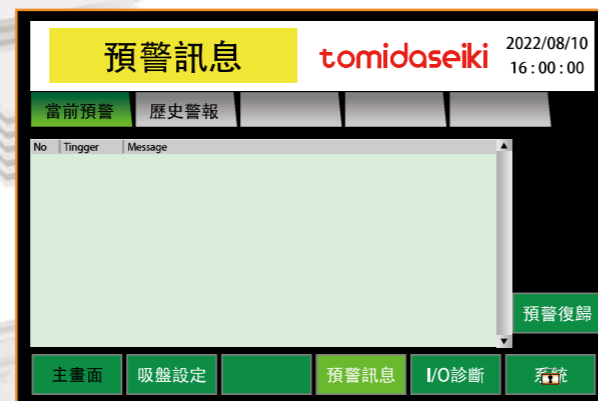 預警訊息
tomidaseiki
2022/08/10
16:00:00
當前預警 歷史警報
No Tingger Message
預警復歸
主畫面 吸盤設定 預警訊息 I/O診斷 系統